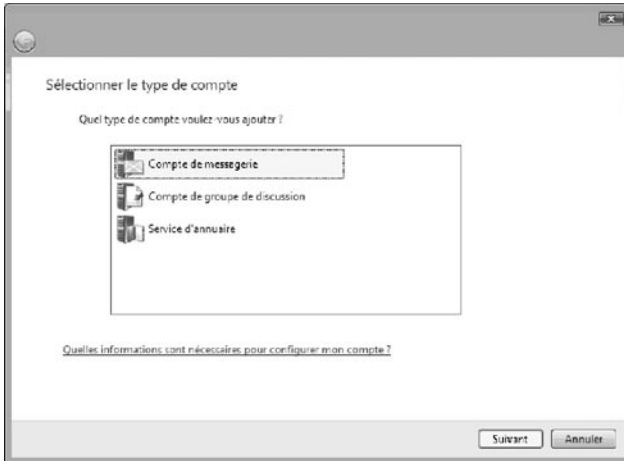 Sélectionner le type de compte
Quel type de compte voulez-vous ajouter ?
Compte de messagerie
Compte de groupe de discussion
Service d'annuaire
Quelles informations sont nécessaires pour configurer mon compte ?
Suivant
Annuler